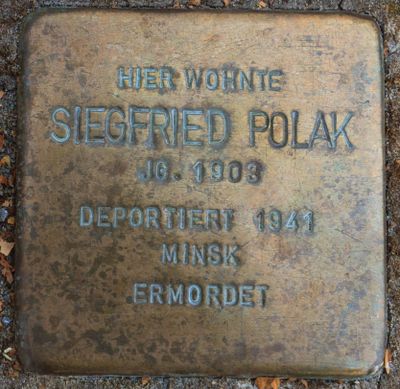 HIER WOHNTE
SIEGFRIED POLAK
JG. 1903
DEPORTIERT 1941
MINSK
ERMORDET